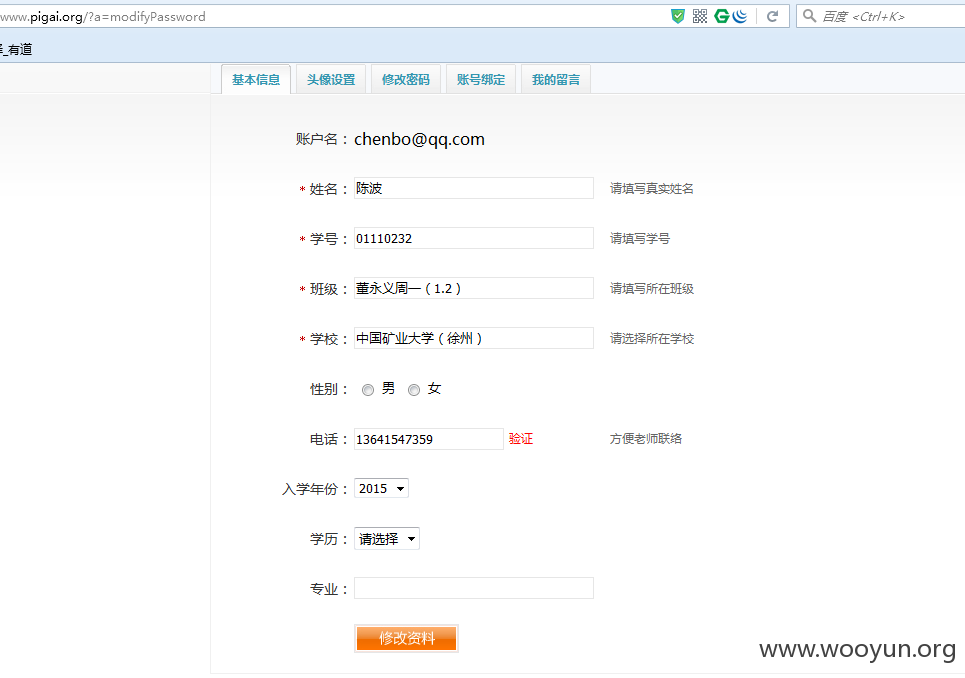 www.pigai.org/?a=modifyPassword 百度 <Ctrl+K>
_有道
基本信息 头像设置 修改密码 账号绑定 我的留言
账户名： chenbo@qq.com
* 姓名： 陈波 请填写真实姓名
* 学号： 01110232 请填写学号
* 班级： 董永义周一（1.2） 请填写所在班级
* 学校： 中国矿业大学（徐州） 请选择所在学校
性别： 男 女
电话： 13641547359 验证 方便老师联络
入学年份： 2015
学历： 请选择
专业：
修改资料
www.wooyun.org